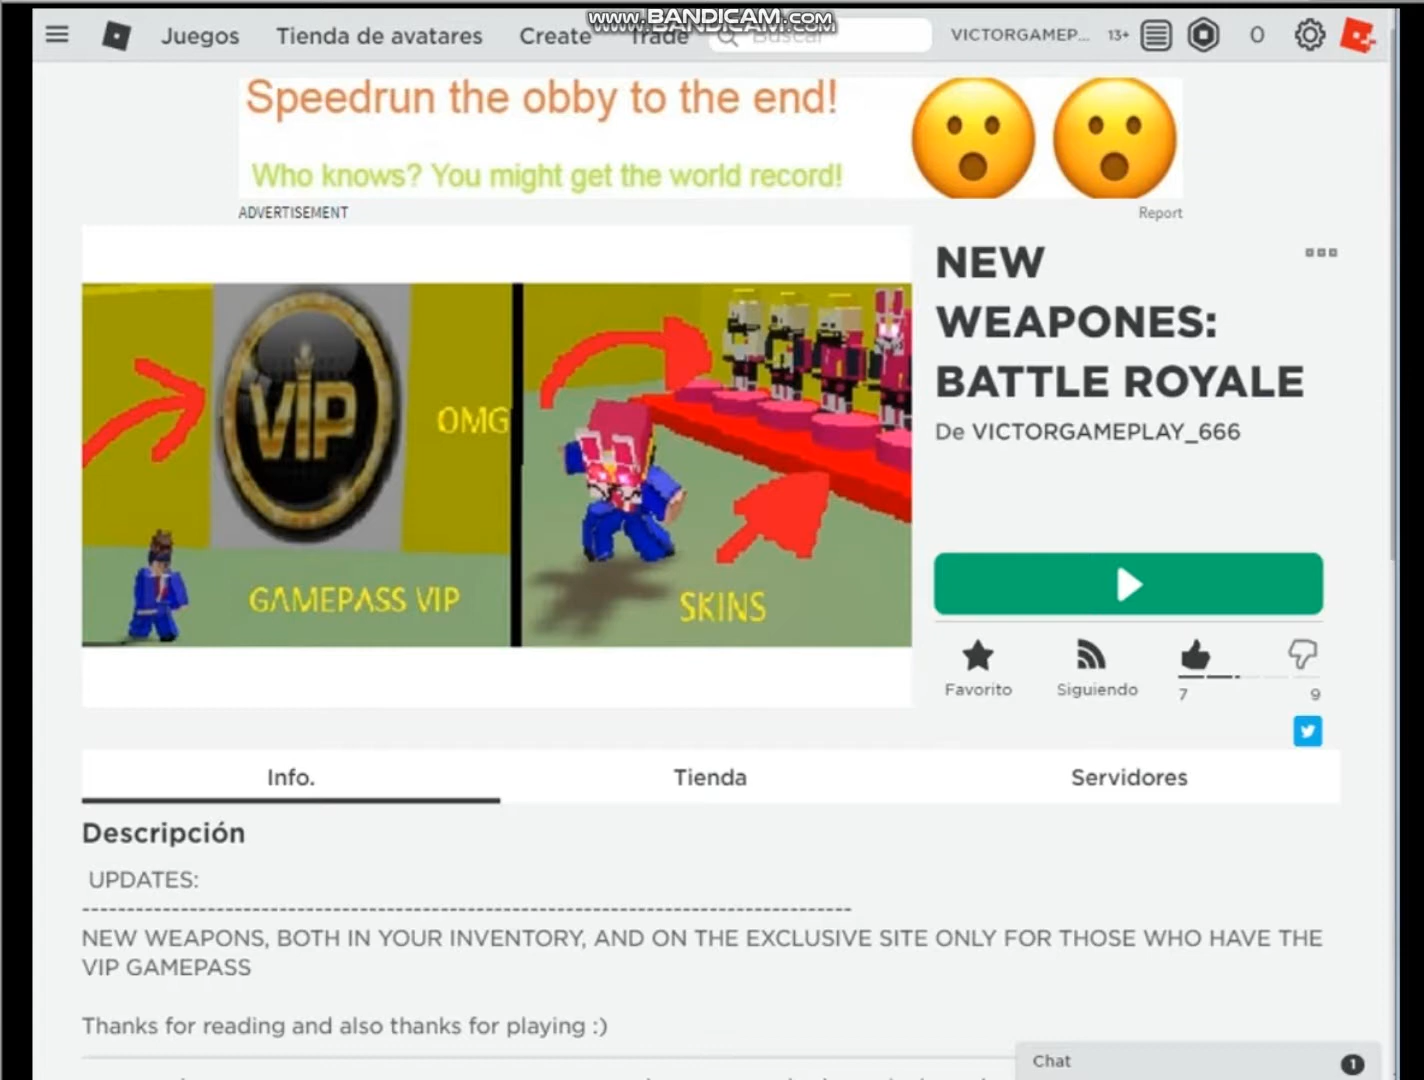 www.BANDICAM.com
Juegos
Tienda de avatares
Create
Trade
Buscar
VICTORGAMEP...
13+
0
Speedrun the obby to the end!
Who knows? You might get the world record!
ADVERTISEMENT
Report
VIP
OMG
GAMEPASS VIP
SKINS
NEW
WEAPONES:
BATTLE ROYALE
De VICTORGAMEPLAY_666
Favorito
Siguiendo
7
9
Info.
Tienda
Servidores
Descripción
UPDATES:
--------------------------------------------------------------------------------------
NEW WEAPONS, BOTH IN YOUR INVENTORY, AND ON THE EXCLUSIVE SITE ONLY FOR THOSE WHO HAVE THE
VIP GAMEPASS
Thanks for reading and also thanks for playing :)
Chat
1